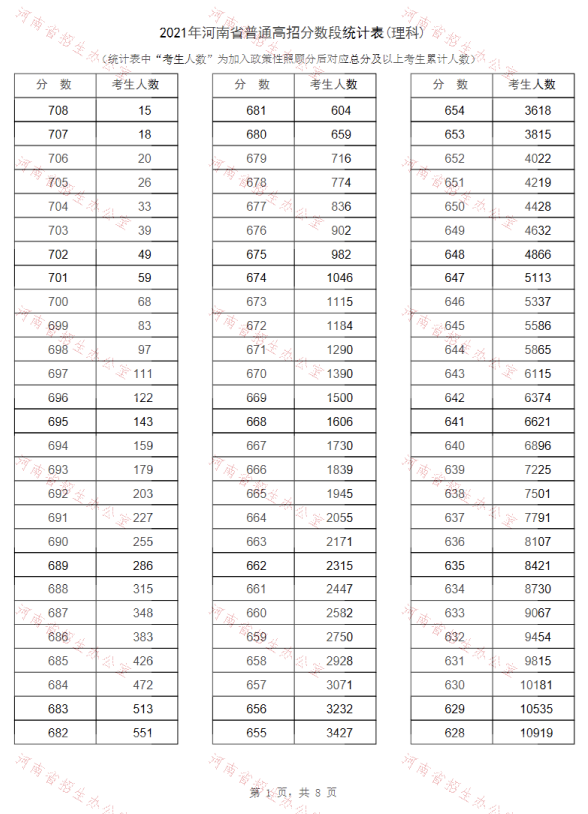 2021年河南省普通高招分数段统计表(理科)
(统计表中“考生人数”为加入政策性照顾分后对应总分及以上考生累计人数)
分 数 考生人数 分 数 考生人数 分 数 考生人数
708 15 681 604 654 3618
707 18 680 659 653 3815
706 20 679 716 652 4022
705 26 678 774 651 4219
704 33 677 836 650 4428
703 39 676 902 649 4632
702 49 675 982 648 4866
701 59 674 1046 647 5113
700 68 673 1115 646 5337
699 83 672 1184 645 5586
698 97 671 1290 644 5865
697 111 670 1390 643 6115
696 122 669 1500 642 6374
695 143 668 1606 641 6621
694 159 667 1730 640 6896
693 179 666 1839 639 7225
692 203 665 1945 638 7501
691 227 664 2055 637 7791
690 255 663 2171 636 8107
689 286 662 2315 635 8421
688 315 661 2447 634 8730
687 348 660 2582 633 9067
686 383 659 2750 632 9454
685 426 658 2928 631 9815
684 472 657 3071 630 10181
683 513 656 3232 629 10535
682 551 655 3427 628 10919
第 1 页，共 8 页
河南省招生办公室